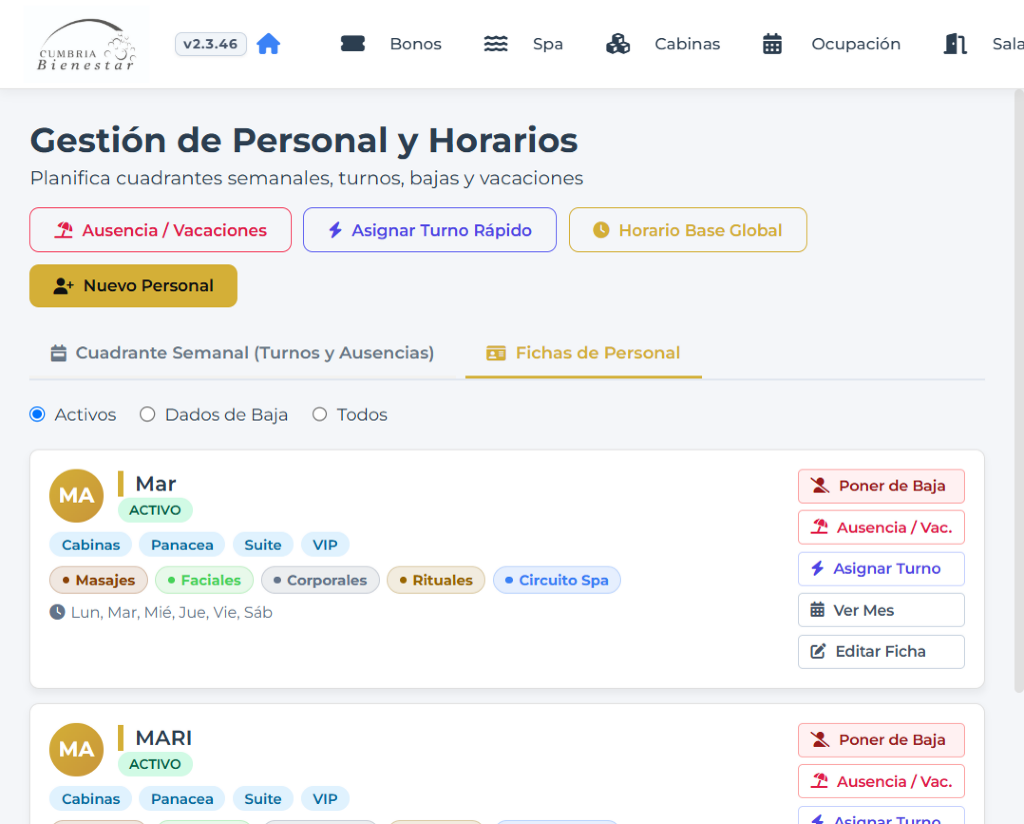 CUMBRIA
Bienestar
v2.3.46
Bonos
Spa
Cabinas
Ocupación
Sala
Gestión de Personal y Horarios
Planifica cuadrantes semanales, turnos, bajas y vacaciones
Ausencia / Vacaciones
Asignar Turno Rápido
Horario Base Global
Nuevo Personal
Cuadrante Semanal (Turnos y Ausencias)
Fichas de Personal
Activos
Dados de Baja
Todos
MA
Mar
ACTIVO
Cabinas
Panacea
Suite
VIP
• Masajes
• Faciales
• Corporales
• Rituales
• Circuito Spa
Lun, Mar, Mié, Jue, Vie, Sáb
Poner de Baja
Ausencia / Vac.
Asignar Turno
Ver Mes
Editar Ficha
MA
MARI
ACTIVO
Cabinas
Panacea
Suite
VIP
Poner de Baja
Ausencia / Vac.
Asignar Turno